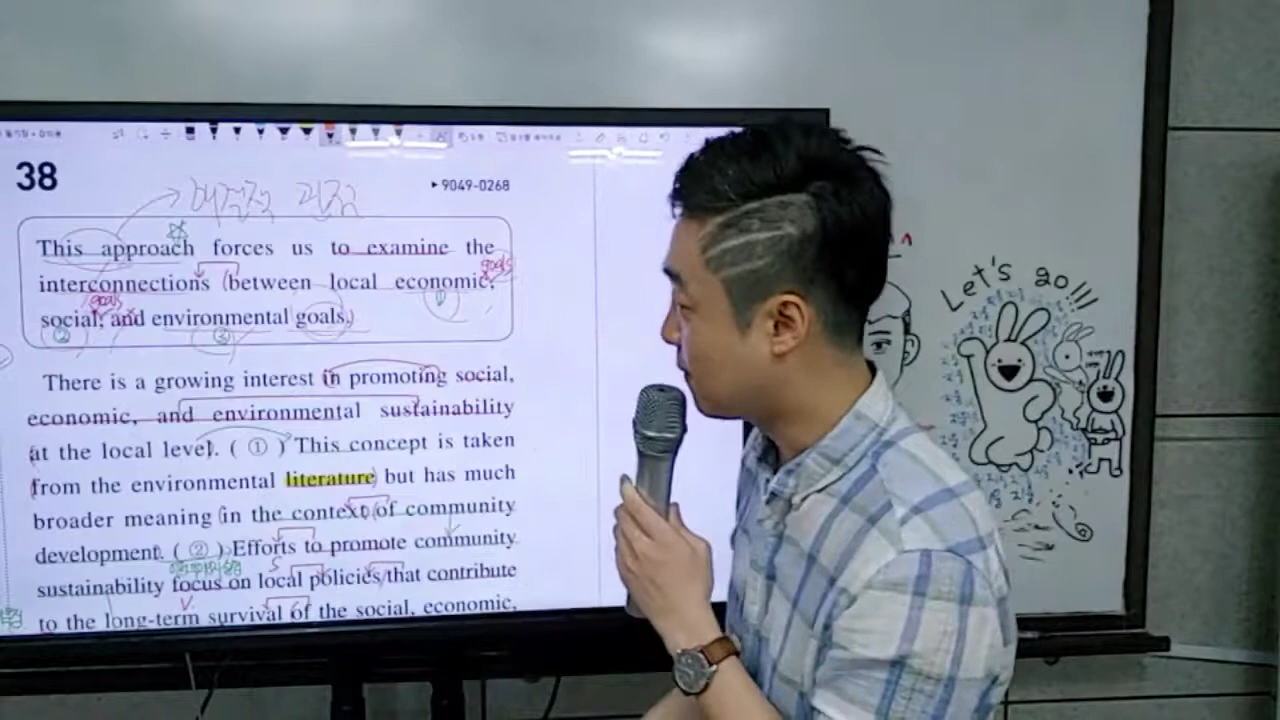 38
▸ 9049-0268
This approach forces us to examine the
goals
interconnections between local economic,
goals
social, and environmental goals.
①
②
③
There is a growing interest in promoting social,
economic, and environmental sustainability
at the local level. ( ① ) This concept is taken
from the environmental literature but has much
broader meaning in the context of community
development. ( ② ) Efforts to promote community
sustainability focus on local policies that contribute
to the long-term survival of the social, economic,
Let's go!!!